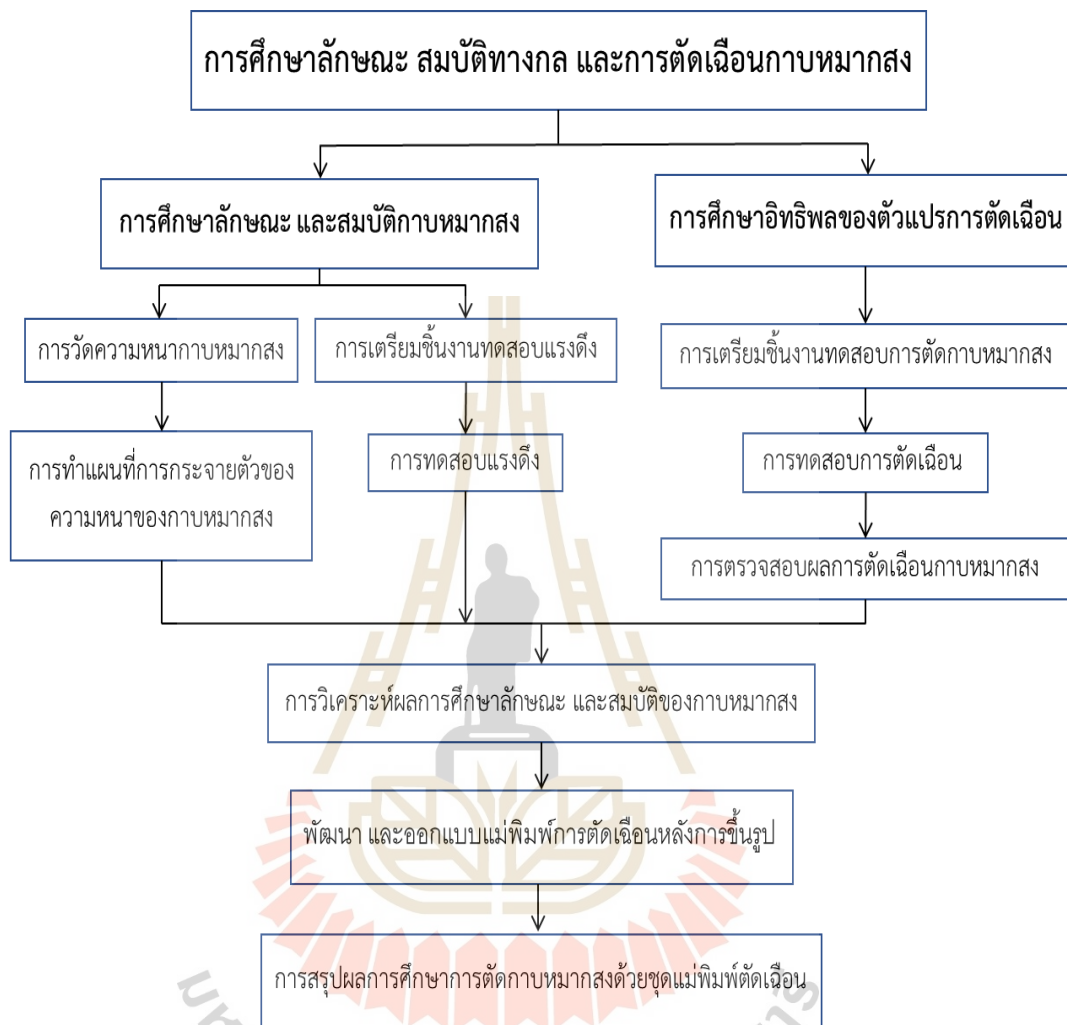 การศึกษาลักษณะ สมบัติทางกล และการตัดเฉือนกาบหมากสง
การศึกษาลักษณะ และสมบัติกาบหมากสง
การศึกษาอิทธิพลของตัวแปรการตัดเฉือน
การวัดความหนากาบหมากสง
การเตรียมชิ้นงานทดสอบแรงดึง
การเตรียมชิ้นงานทดสอบการตัดกาบหมากสง
การทำแผนที่การกระจายตัวของ
ความหนาของกาบหมากสง
การทดสอบแรงดึง
การทดสอบการตัดเฉือน
การตรวจสอบผลการตัดเฉือนกาบหมากสง
การวิเคราะห์ผลการศึกษาลักษณะ และสมบัติของกาบหมากสง
พัฒนา และออกแบบแม่พิมพ์การตัดเฉือนหลังการขึ้นรูป
การสรุปผลการศึกษาการตัดกาบหมากสงด้วยชุดแม่พิมพ์ตัดเฉือน